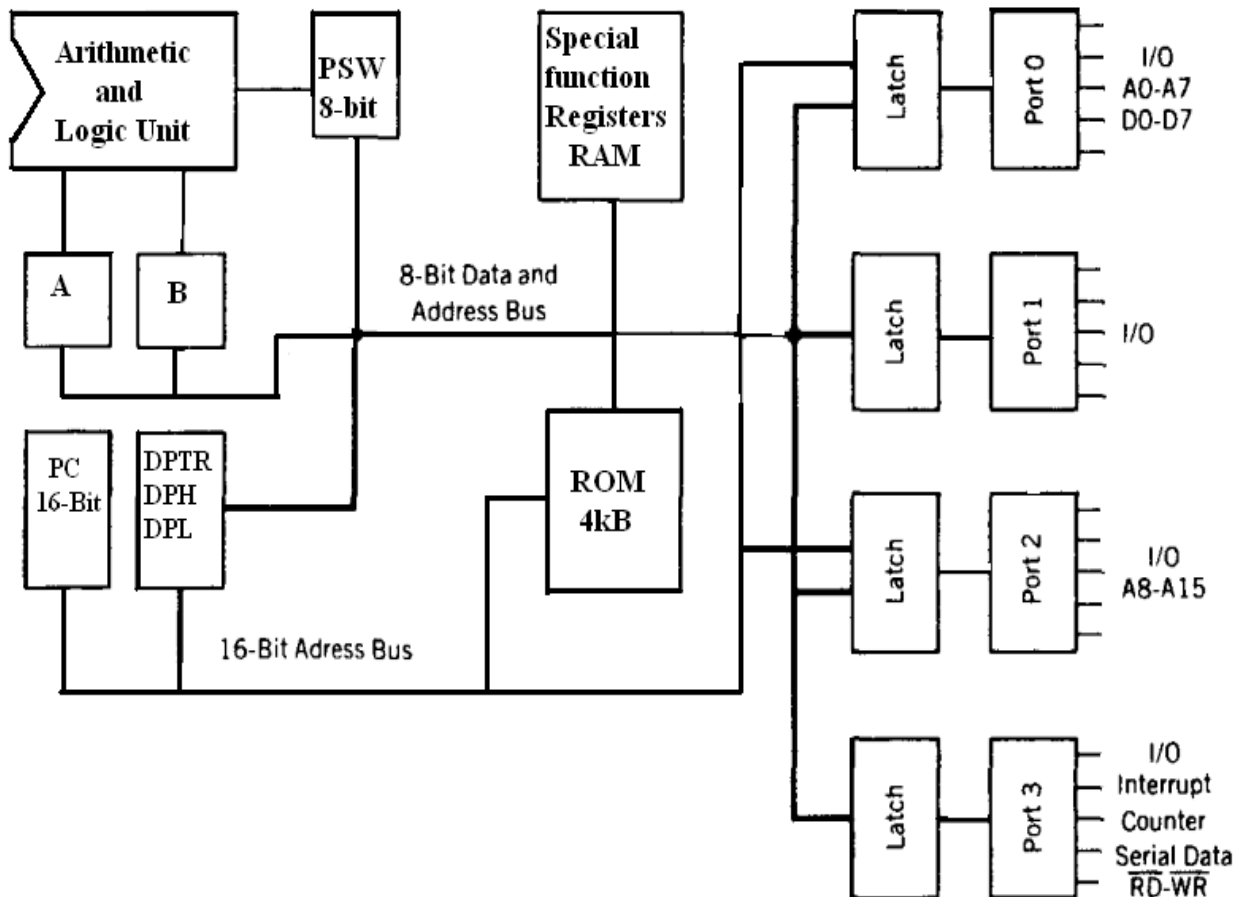 Arithmetic
and
Logic Unit
PSW
8-bit
Special
function
Registers
RAM
A
B
8-Bit Data and
Address Bus
PC
16-Bit
DPTR
DPH
DPL
ROM
4kB
16-Bit Adress Bus
Latch
Port 0
I/O
A0-A7
D0-D7
Latch
Port 1
I/O
Latch
Port 2
I/O
A8-A15
Latch
Port 3
I/O
Interrupt
Counter
Serial Data
R̅D̅-W̅R̅